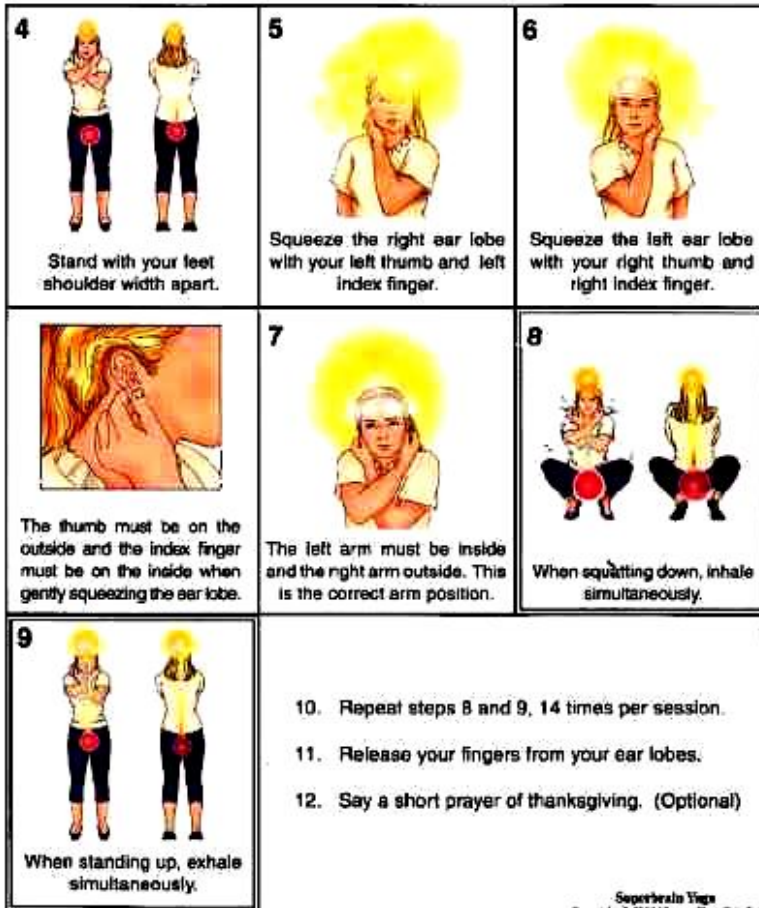 4
Stand with your feet
shoulder width apart.
5
Squeeze the right ear lobe
with your left thumb and left
index finger.
6
Squeeze the left ear lobe
with your right thumb and
right index finger.
The thumb must be on the
outside and the index finger
must be on the inside when
gently squeezing the ear lobe.
7
The left arm must be inside
and the right arm outside. This
is the correct arm position.
8
When squatting down, inhale
simultaneously.
9
When standing up, exhale
simultaneously.
10. Repeat steps 8 and 9, 14 times per session.
11. Release your fingers from your ear lobes.
12. Say a short prayer of thanksgiving. (Optional)
Superbrain Yoga